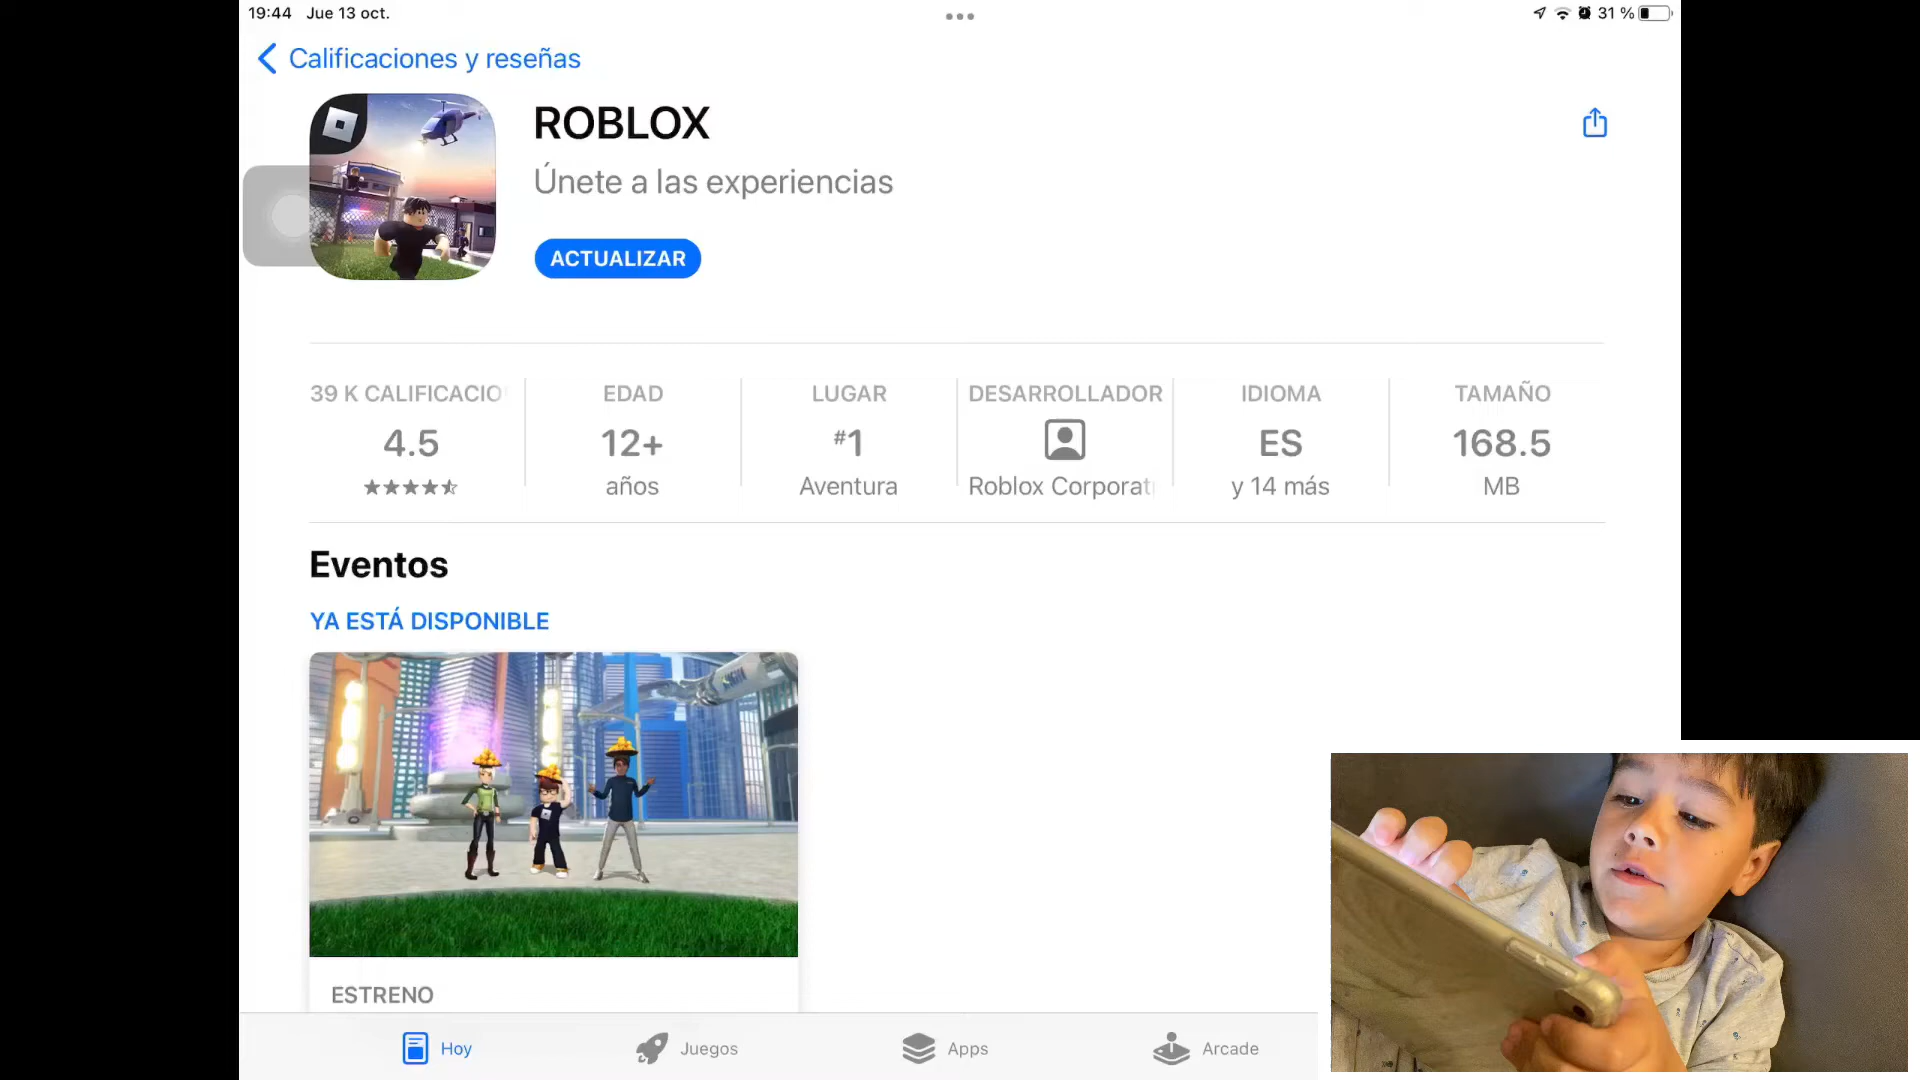 19:44 Jue 13 oct.
31 %
Calificaciones y reseñas
ROBLOX
Únete a las experiencias
ACTUALIZAR
39 K CALIFICACIO
4.5
EDAD
12+
años
LUGAR
#1
Aventura
DESARROLLADOR
Roblox Corporati
IDIOMA
ES
y 14 más
TAMAÑO
168.5
MB
Eventos
YA ESTÁ DISPONIBLE
ESTRENO
Hoy
Juegos
Apps
Arcade